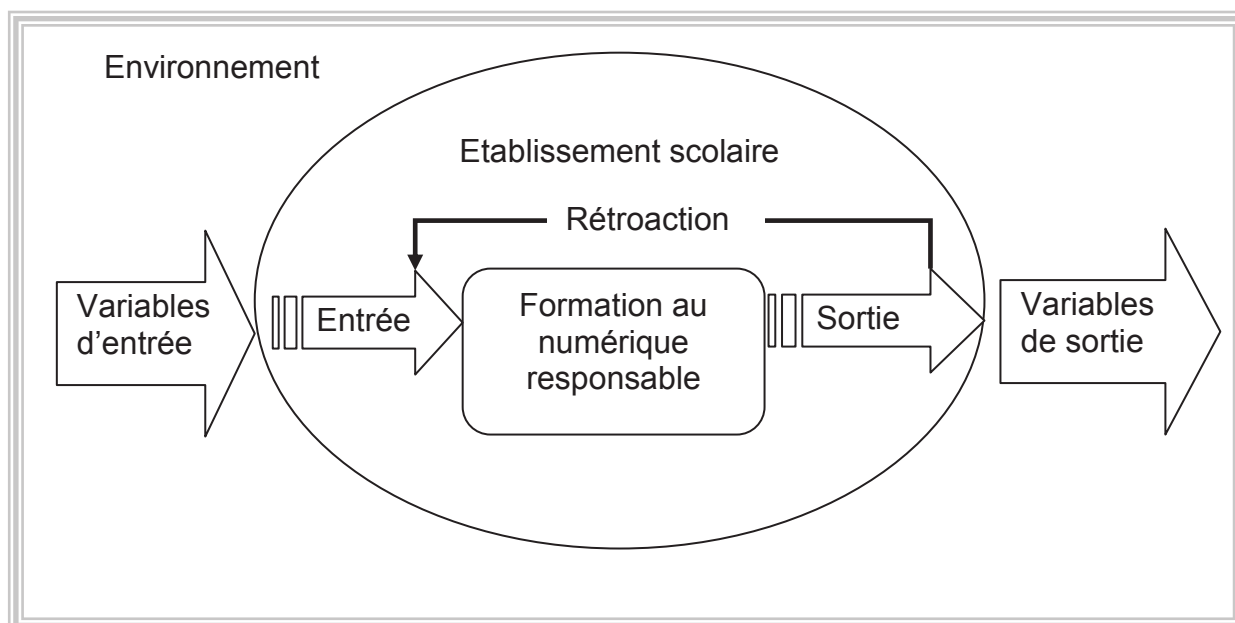 Environnement
Etablissement scolaire
Rétroaction
Variables
d’entrée
Entrée
Formation au
numérique
responsable
Sortie
Variables
de sortie